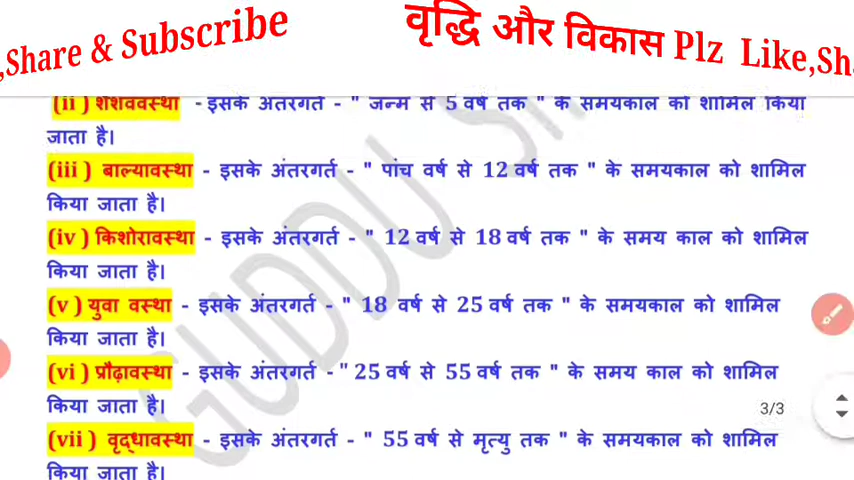 ,Share & Subscribe
वृद्धि और विकास Plz Like,Sh
(ii ) शैशवावस्था - इसके अंतरगर्त - " जन्म से 5 वर्ष तक " के समयकाल को शामिल किया
जाता है।
(iii ) बाल्यावस्था - इसके अंतरगर्त - " पांच वर्ष से 12 वर्ष तक " के समयकाल को शामिल
किया जाता है।
(iv ) किशोरावस्था - इसके अंतरगर्त - " 12 वर्ष से 18 वर्ष तक " के समय काल को शामिल
किया जाता है।
(v ) युवा वस्था - इसके अंतरगर्त - " 18 वर्ष से 25 वर्ष तक " के समयकाल को शामिल
किया जाता है।
(vi ) प्रौढ़ावस्था - इसके अंतरगर्त -" 25 वर्ष से 55 वर्ष तक " के समय काल को शामिल
किया जाता है।
3/3
(vii ) वृद्धावस्था - इसके अंतरगर्त - " 55 वर्ष से मृत्यु तक " के समयकाल को शामिल
किया जाता है।
GUDDU